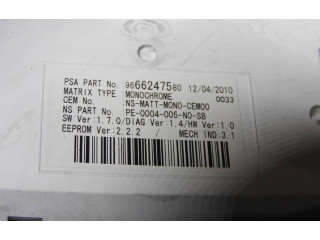 PSA PART No.:9666247580 12/04/2010
MATRIX TYPE :MONOCHROME 0033
CEM No. :NS-MATT-MONO-CEM00
NS PART No. :PE-0004-005-NO-SB
SW Ver:1.7.0/DIAG Ver:1.4/HW Ver:1.0
EEPROM Ver:2.2.2 / MECH IND:3.1